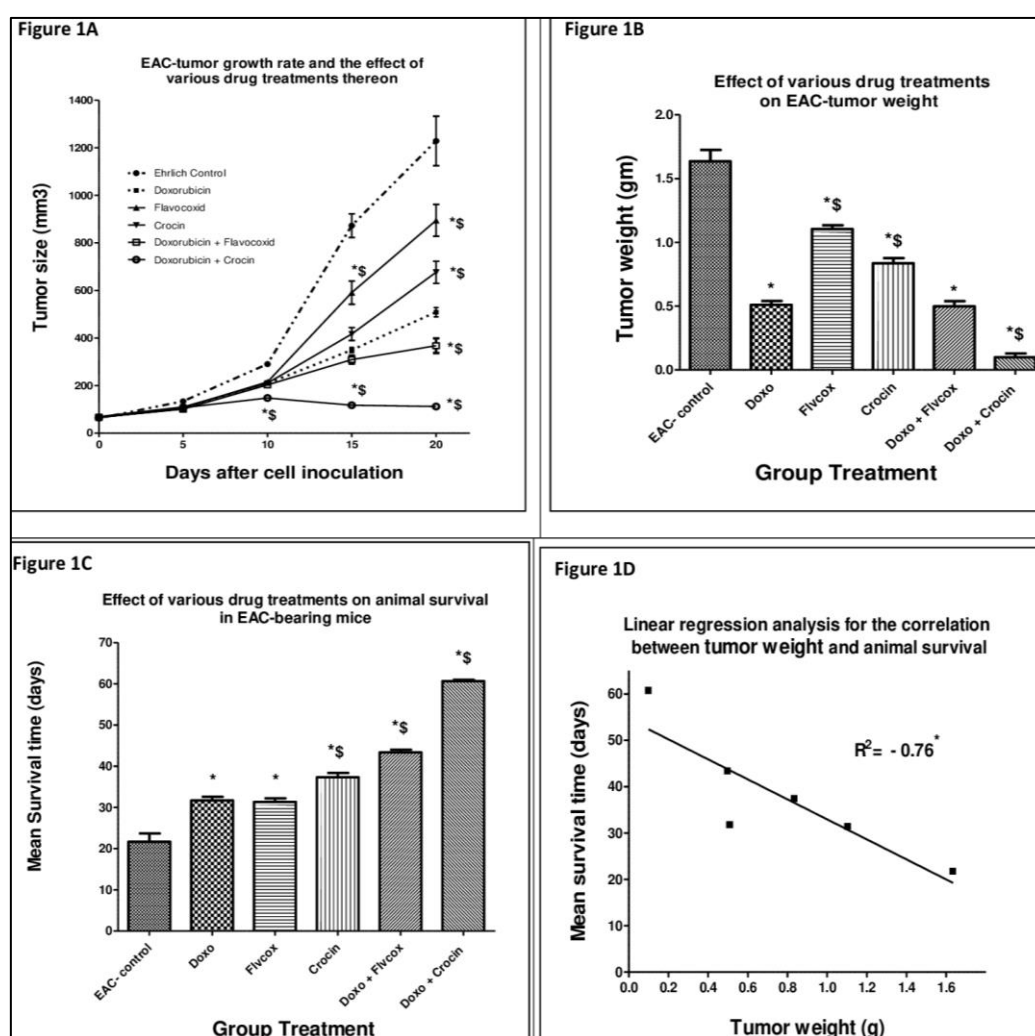 Figure 1A
EAC-tumor growth rate and the effect of
various drug treatments thereon
1400
1200
1000
800
600
400
200
0
Tumor size (mm3)
Ehrlich Control
Doxorubicin
Flavocoxid
Crocin
Doxorubicin + Flavocoxid
Doxorubicin + Crocin
*$
*$
*$
*$
*$
*$
*$
0 5 10 15 20
Days after cell inoculation
Figure 1B
Effect of various drug treatments
on EAC-tumor weight
2.0
1.5
1.0
0.5
0.0
Tumor weight (gm)
*
*$
*$
*
*$
EAC- control
Doxo
Flvcox
Crocin
Doxo + Flvcox
Doxo + Crocin
Group Treatment
Figure 1C
Effect of various drug treatments on animal survival
in EAC-bearing mice
70
60
50
40
30
20
10
0
Mean Survival time (days)
*
*
*$
*$
*$
EAC- control
Doxo
Flvcox
Crocin
Doxo + Flvcox
Doxo + Crocin
Group Treatment
Figure 1D
Linear regression analysis for the correlation
between tumor weight and animal survival
60
50
40
30
20
10
0
Mean survival time (days)
R²= - 0.76*
0.0 0.2 0.4 0.6 0.8 1.0 1.2 1.4 1.6
Tumor weight (g)